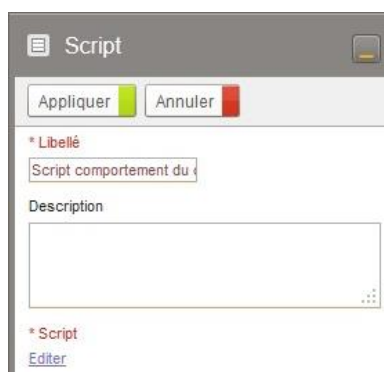 Script
Appliquer Annuler
* Libellé
Script comportement du
Description
* Script
Editer